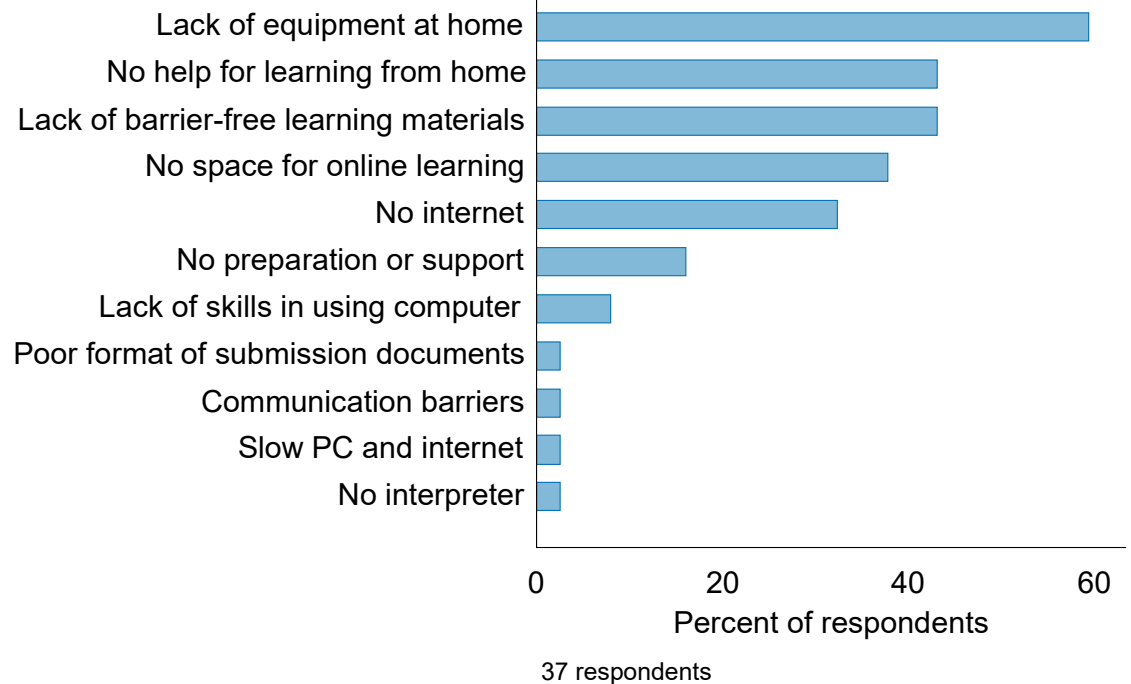 Lack of equipment at home
No help for learning from home
Lack of barrier-free learning materials
No space for online learning
No internet
No preparation or support
Lack of skills in using computer
Poor format of submission documents
Communication barriers
Slow PC and internet
No interpreter
0 20 40 60
Percent of respondents
37 respondents